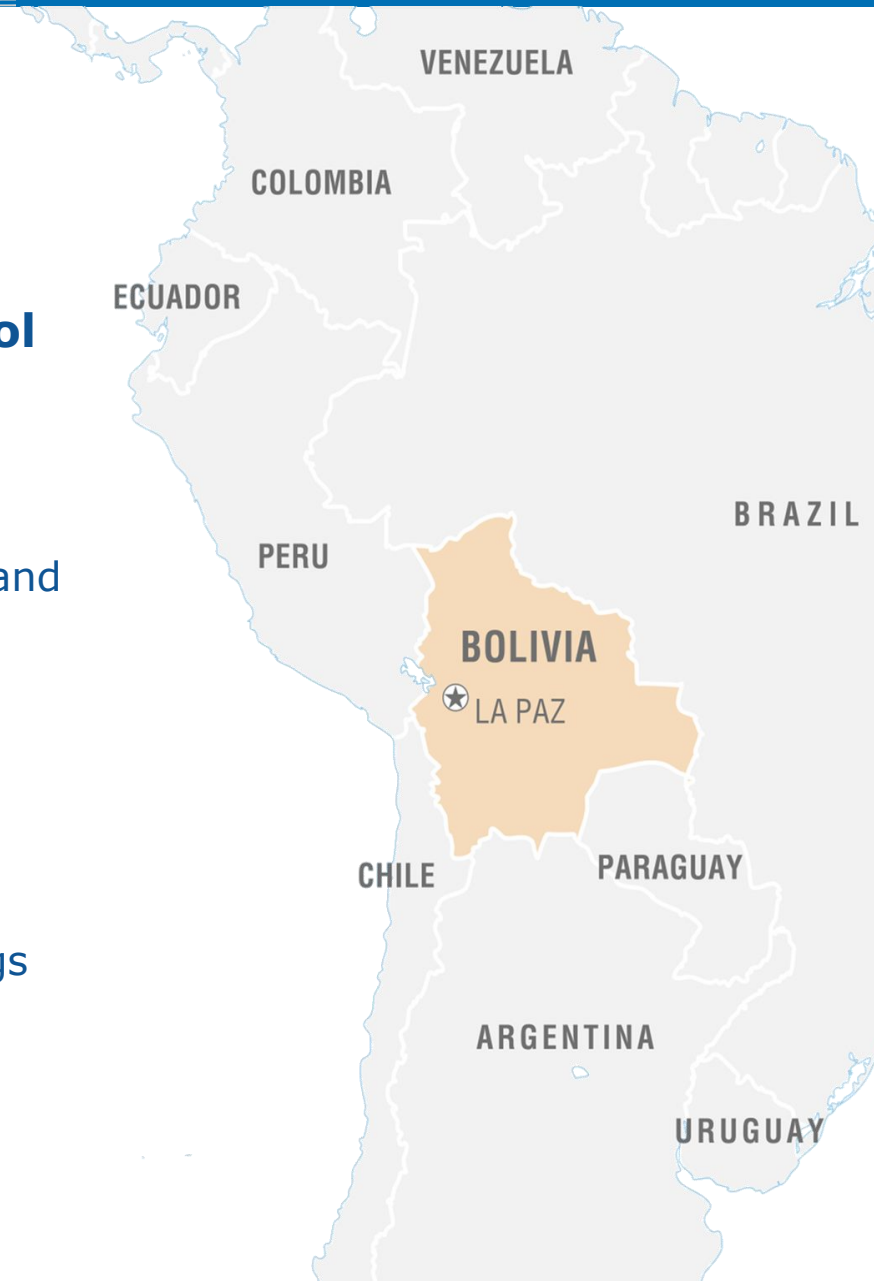 VENEZUELA
COLOMBIA
ECUADOR
ol
BRAZIL
PERU
and
BOLIVIA
LA PAZ
CHILE
PARAGUAY
gs
ARGENTINA
URUGUAY